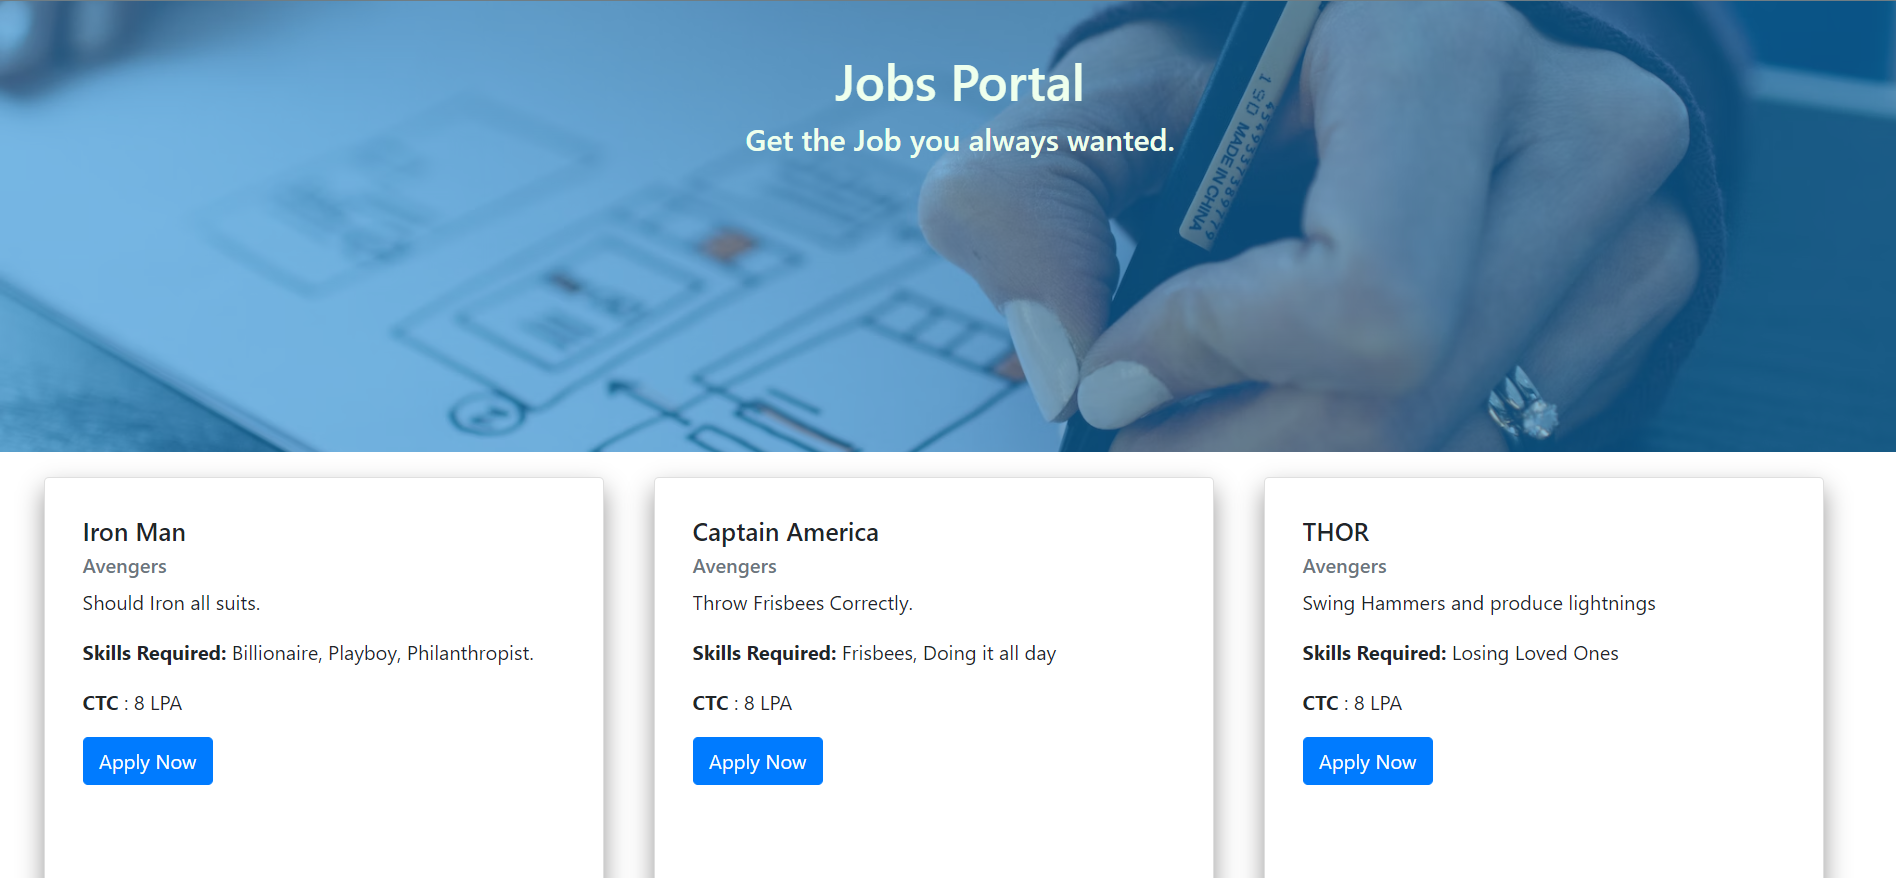 Jobs Portal
Get the Job you always wanted.
MADE IN CHINA
Iron Man
Avengers
Should Iron all suits.
Skills Required: Billionaire, Playboy, Philanthropist.
CTC : 8 LPA
Apply Now
Captain America
Avengers
Throw Frisbees Correctly.
Skills Required: Frisbees, Doing it all day
CTC : 8 LPA
Apply Now
THOR
Avengers
Swing Hammers and produce lightnings
Skills Required: Losing Loved Ones
CTC : 8 LPA
Apply Now